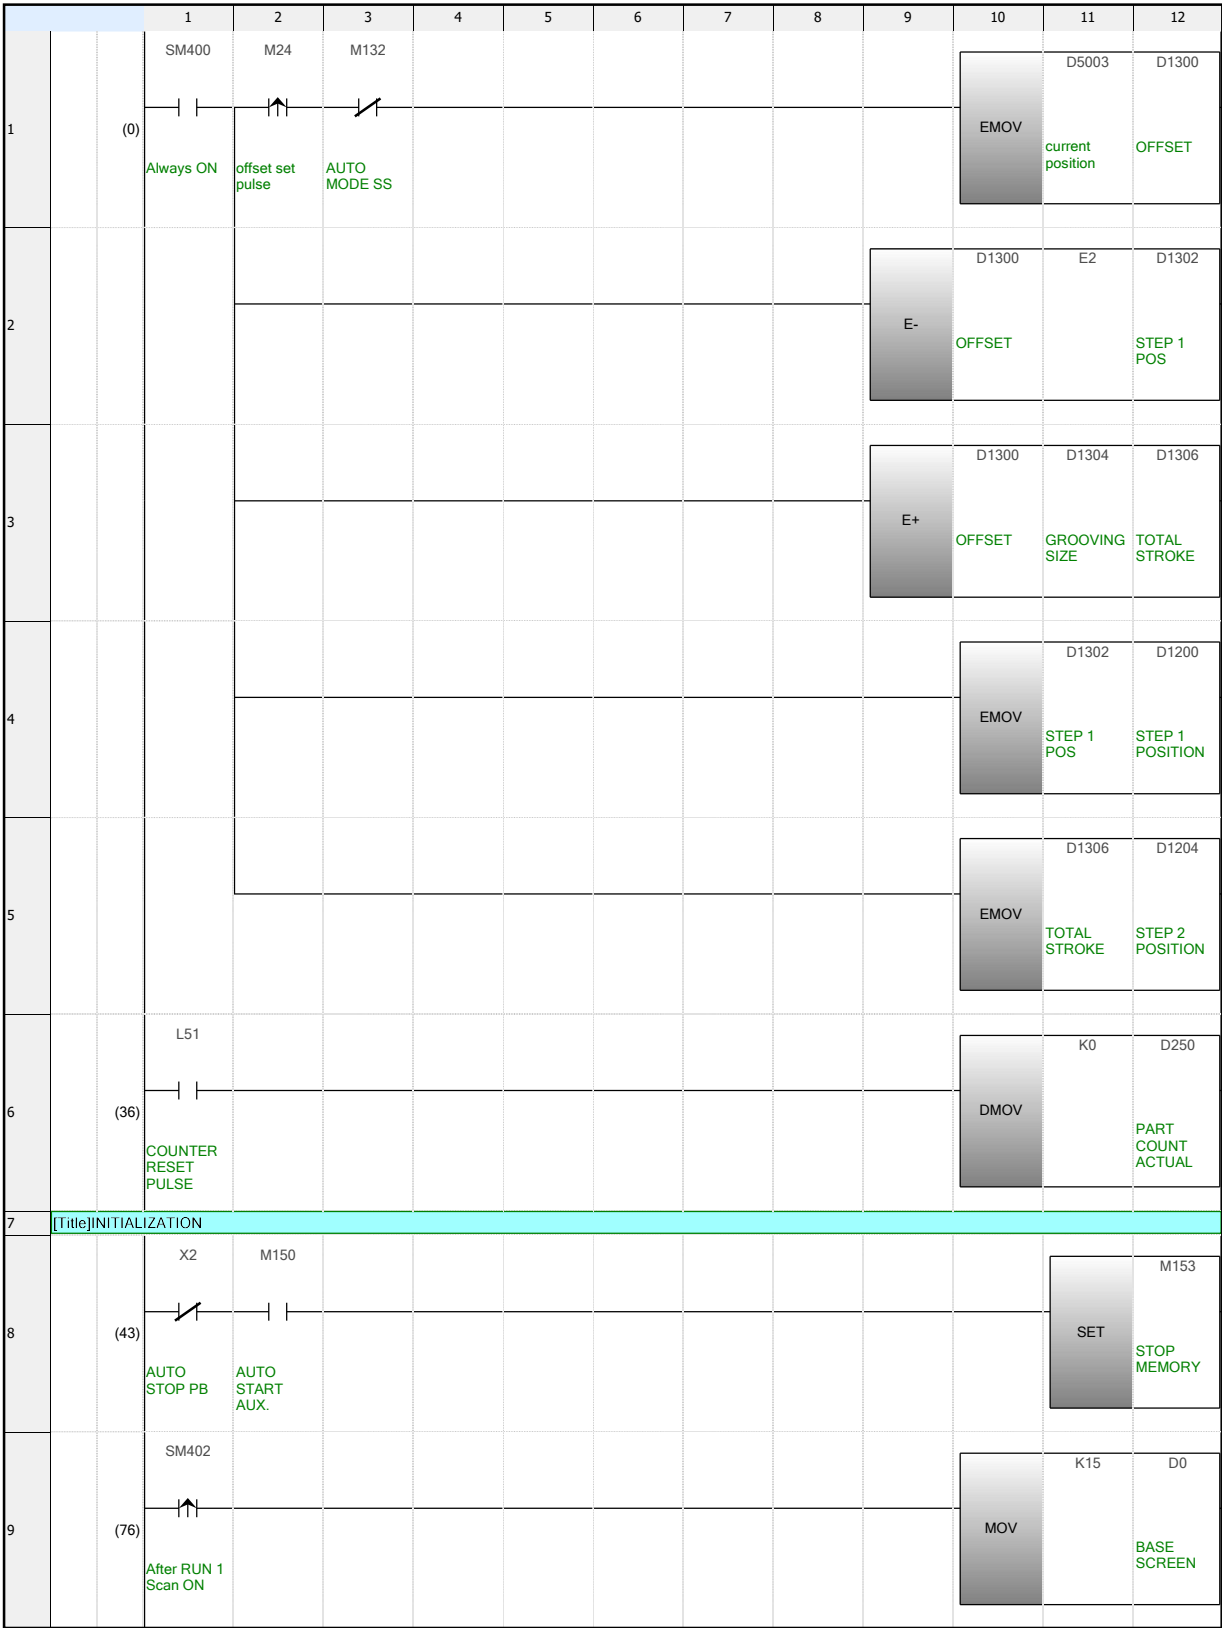 1 2 3 4 5 6 7 8 9 10 11 12
SM400 M24 M132
D5003 D1300
1 (0) EMOV
current position OFFSET
Always ON offset set pulse AUTO MODE SS
D1300 E2 D1302
2 E-
OFFSET STEP 1 POS
D1300 D1304 D1306
3 E+
OFFSET GROOVING SIZE TOTAL STROKE
D1302 D1200
4 EMOV
STEP 1 POS STEP 1 POSITION
D1306 D1204
5 EMOV
TOTAL STROKE STEP 2 POSITION
L51
K0 D250
6 (36) DMOV
PART COUNT ACTUAL
COUNTER RESET PULSE
7 [Title]INITIALIZATION
X2 M150
M153
8 (43) SET
STOP MEMORY
AUTO STOP PB AUTO START AUX.
SM402
K15 D0
9 (76) MOV
BASE SCREEN
After RUN 1 Scan ON